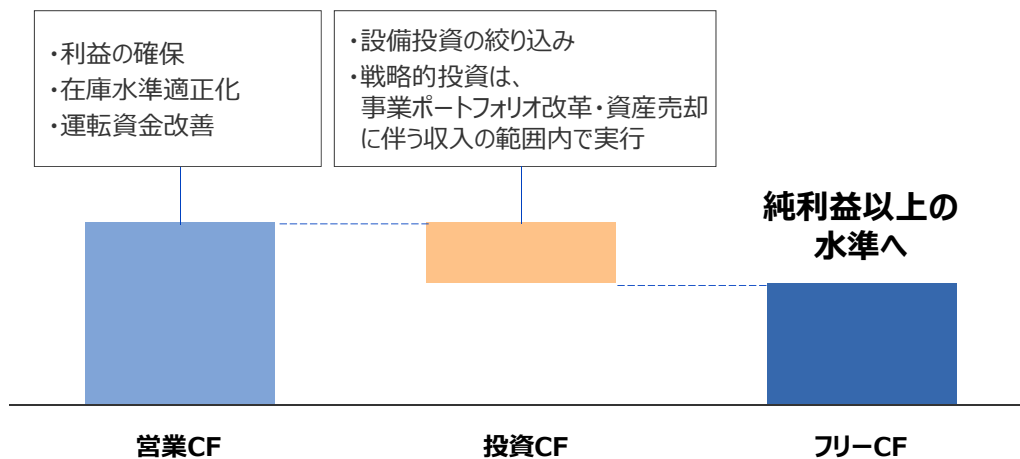 ・利益の確保
・在庫水準適正化
・運転資金改善
・設備投資の絞り込み
・戦略的投資は、
事業ポートフォリオ改革・資産売却
に伴う収入の範囲内で実行
純利益以上の
水準へ
営業CF
投資CF
フリーCF